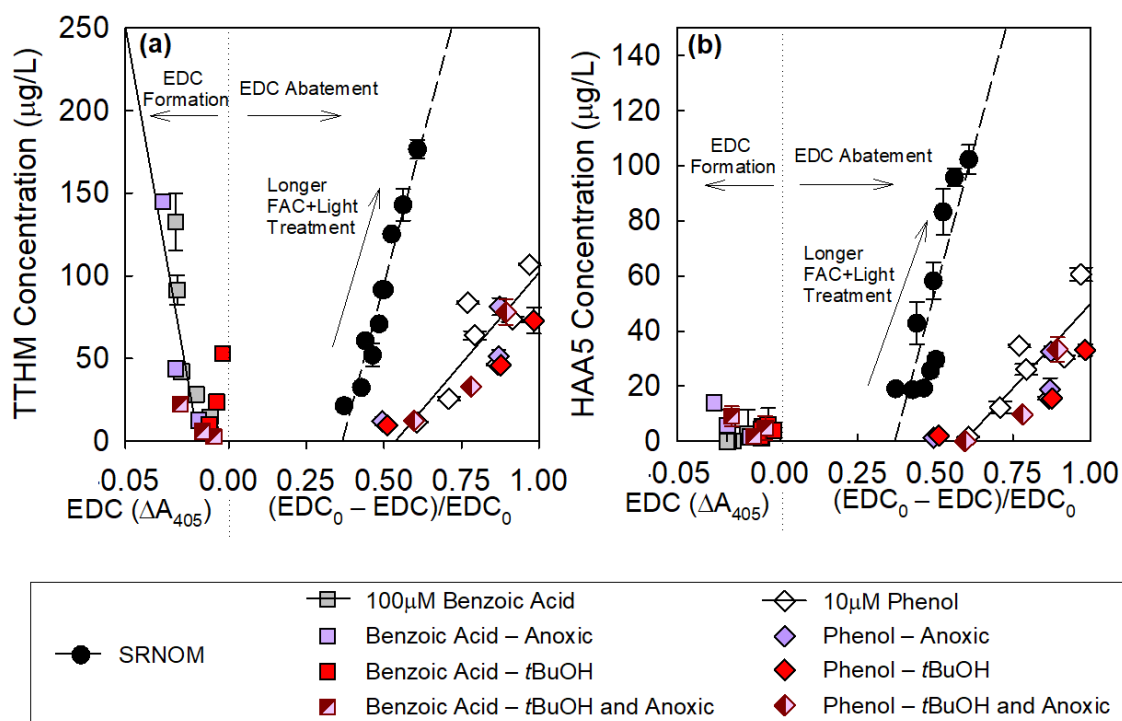 TTHM Concentration (μg/L)
250
200
150
100
50
0
(a)
EDC
Formation
EDC Abatement
Longer
FAC+Light
Treatment
-0.05
0.00
0.25
0.50
0.75
1.00
EDC (ΔA405)
(EDC0 – EDC)/EDC0
HAA5 Concentration (μg/L)
140
120
100
80
60
40
20
0
(b)
EDC
Formation
EDC Abatement
Longer
FAC+Light
Treatment
-0.05
0.00
0.25
0.50
0.75
1.00
EDC (ΔA405)
(EDC0 – EDC)/EDC0
SRNOM
100μM Benzoic Acid
Benzoic Acid – Anoxic
Benzoic Acid – tBuOH
Benzoic Acid – tBuOH and Anoxic
10μM Phenol
Phenol – Anoxic
Phenol – tBuOH
Phenol – tBuOH and Anoxic